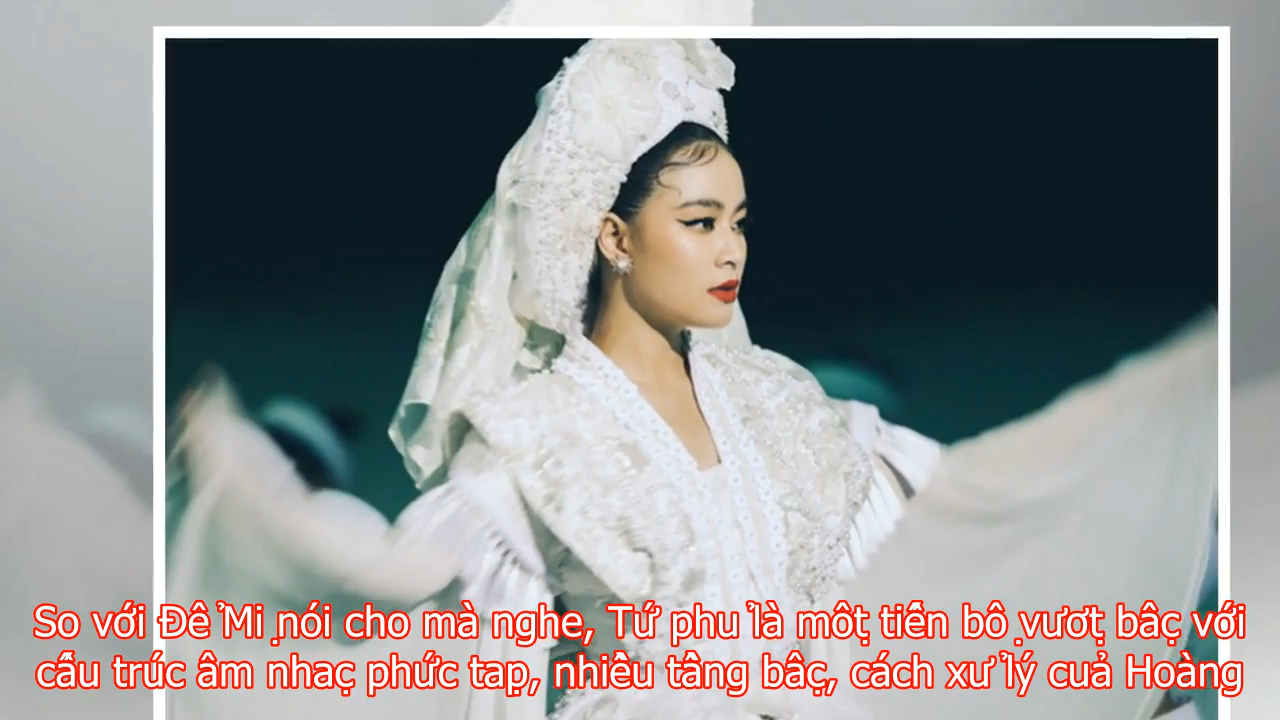 So với Để Mị nói cho mà nghe, Tứ phủ là một tiến bộ vượt bậc với
cấu trúc âm nhạc phức tạp, nhiều tầng bậc, cách xử lý của Hoàng